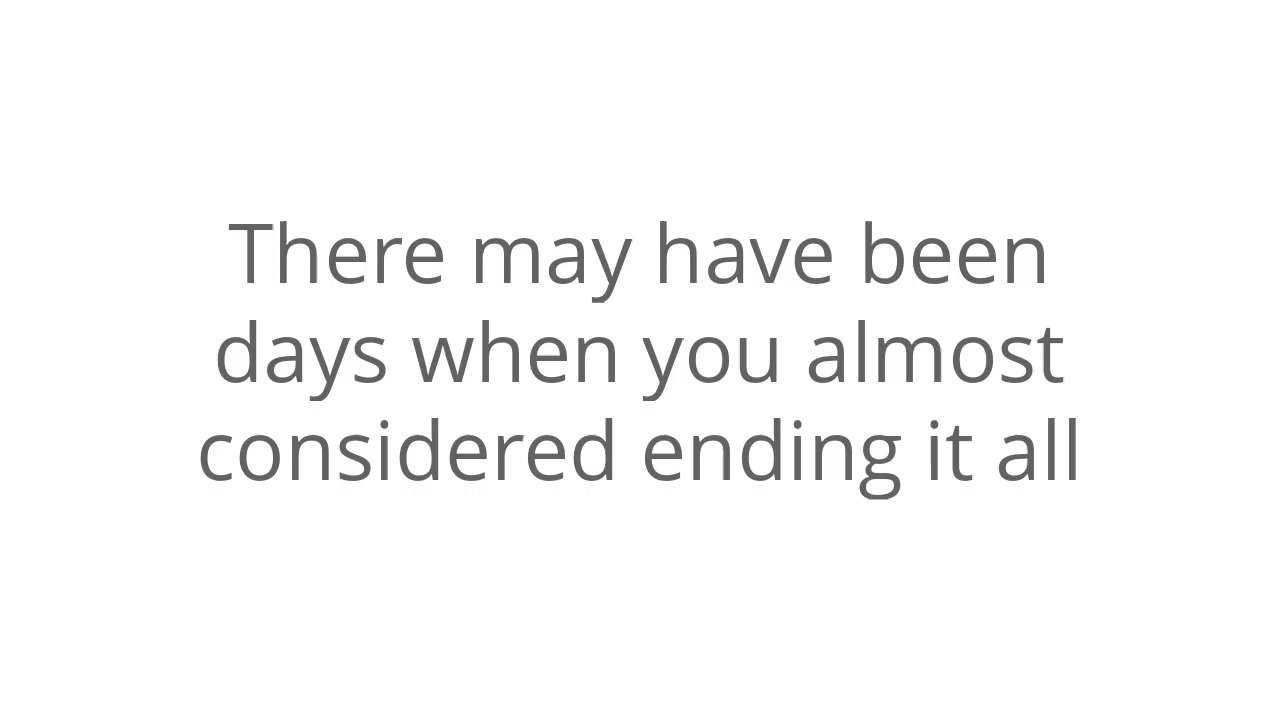 There may have been
days when you almost
considered ending it all